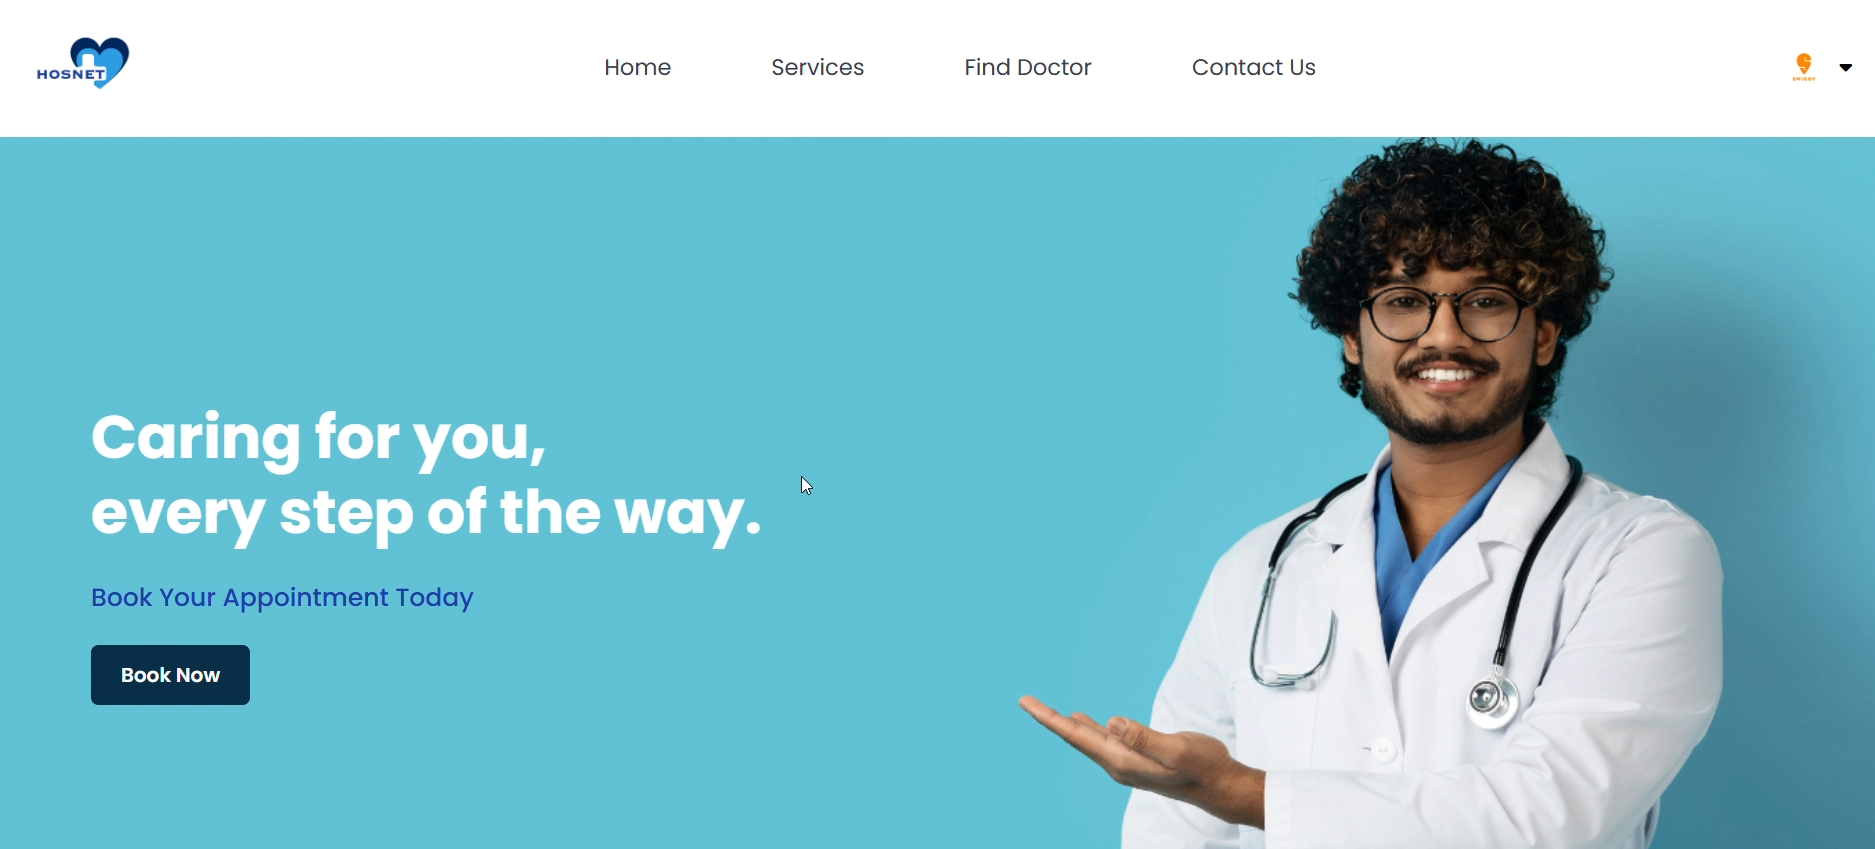 HOSNET
Home
Services
Find Doctor
Contact Us
SWIGGY
Caring for you,
every step of the way.
Book Your Appointment Today
Book Now